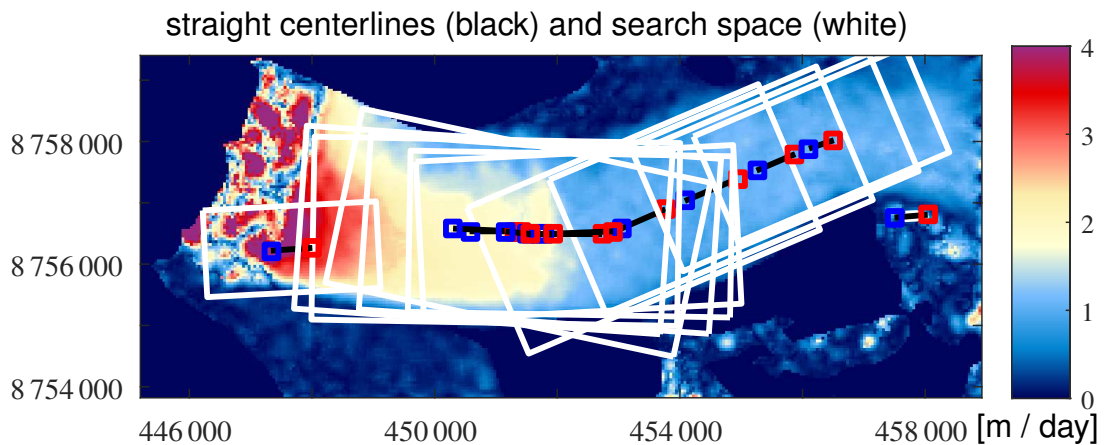 straight centerlines (black) and search space (white)
4
8 758 000
3
2
8 756 000
1
8 754 000
0
446 000 450 000 454 000 458 000 [m / day]